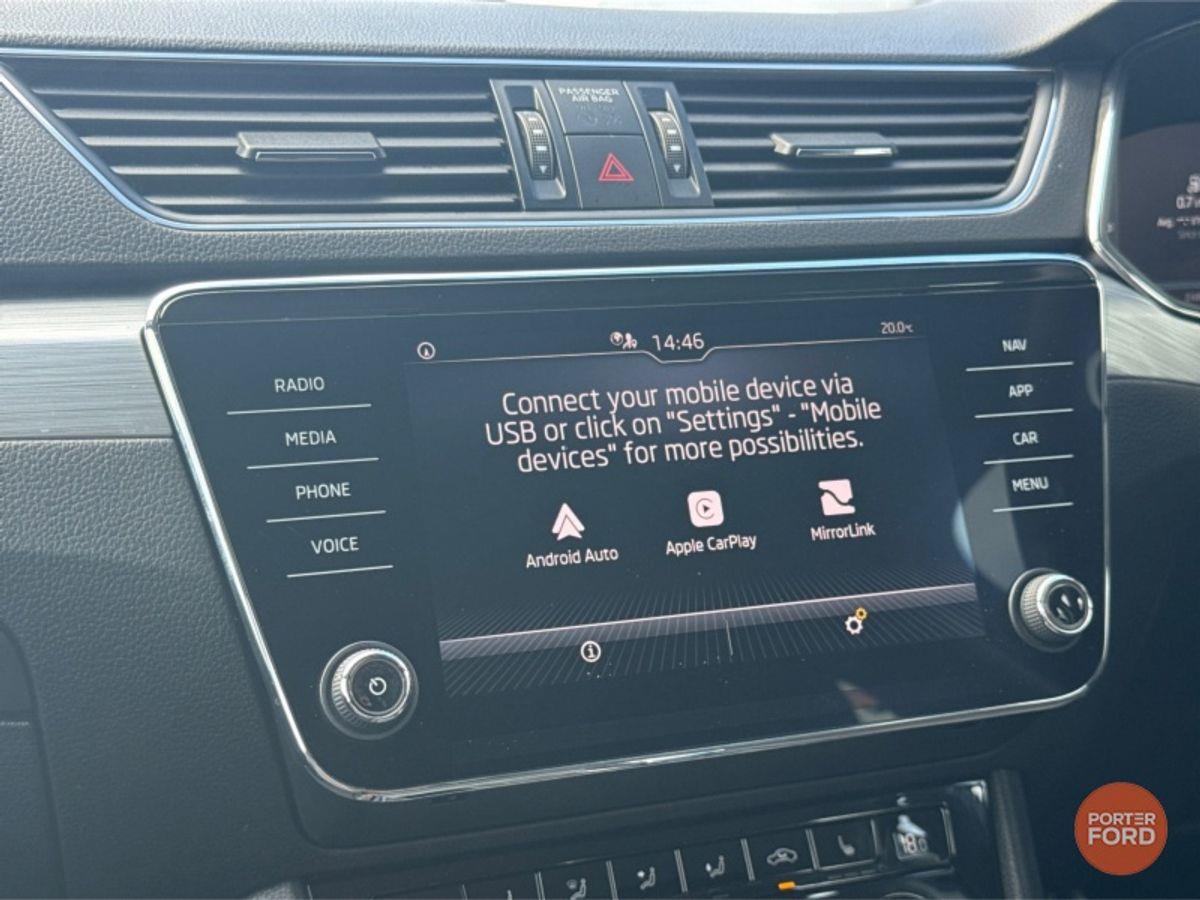 PASSENGER
AIR BAG
14:46
20.0°C
RADIO
MEDIA
PHONE
VOICE
Connect your mobile device via
USB or click on "Settings" - "Mobile
devices" for more possibilities.
Android Auto
Apple CarPlay
MirrorLink
NAV
APP
CAR
MENU
PORTER
FORD